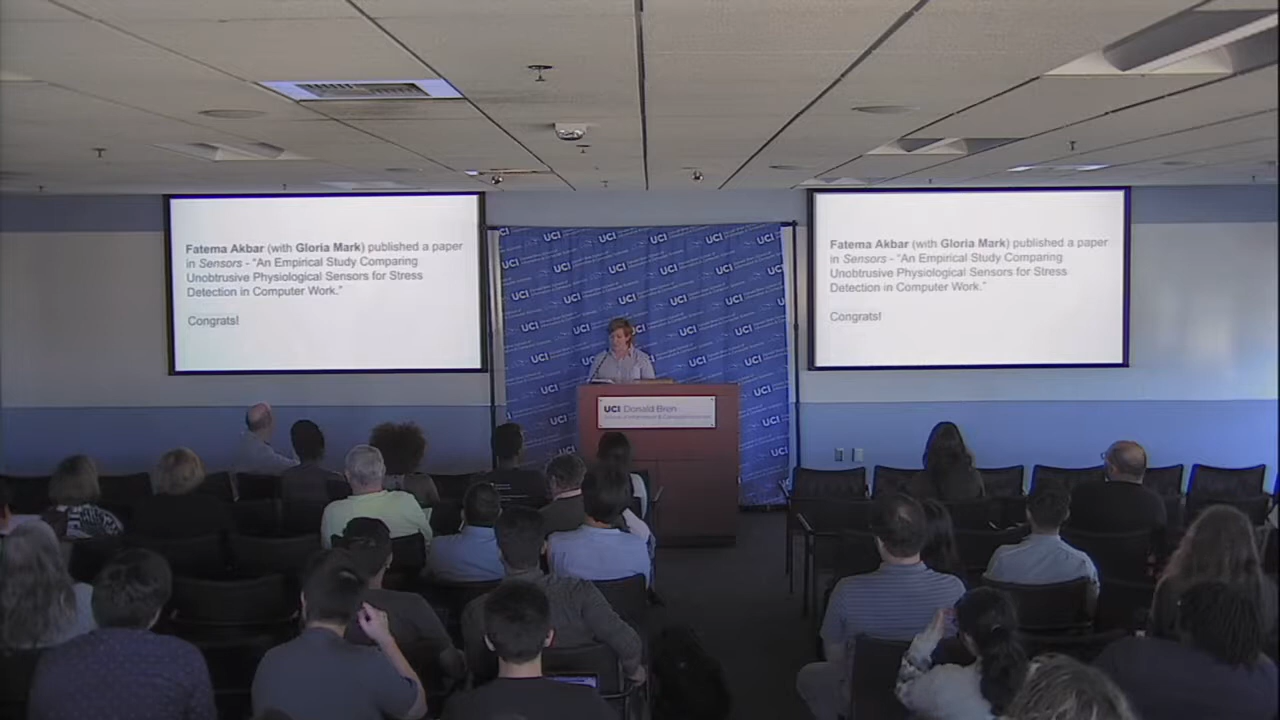 Fatema Akbar (with Gloria Mark) published a paper
in Sensors - "An Empirical Study Comparing
Unobtrusive Physiological Sensors for Stress
Detection in Computer Work."
Congrats!
Fatema Akbar (with Gloria Mark) published a paper
in Sensors - "An Empirical Study Comparing
Unobtrusive Physiological Sensors for Stress
Detection in Computer Work."
Congrats!
UCI
UCI Donald Bren